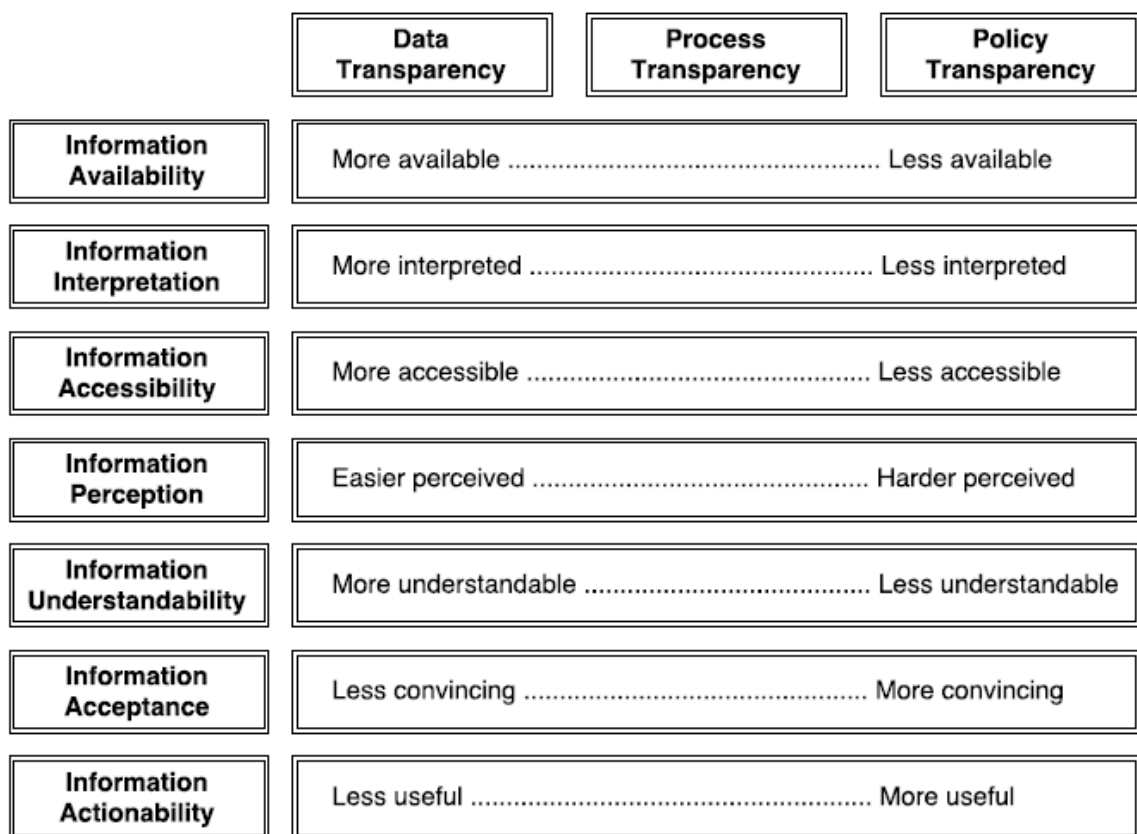 Data
Transparency
Process
Transparency
Policy
Transparency
Information
Availability
More available .................................................... Less available
Information
Interpretation
More interpreted ................................................ Less interpreted
Information
Accessibility
More accessible ................................................ Less accessible
Information
Perception
Easier perceived ............................................... Harder perceived
Information
Understandability
More understandable ........................................ Less understandable
Information
Acceptance
Less convincing ................................................ More convincing
Information
Actionability
Less useful ........................................................ More useful